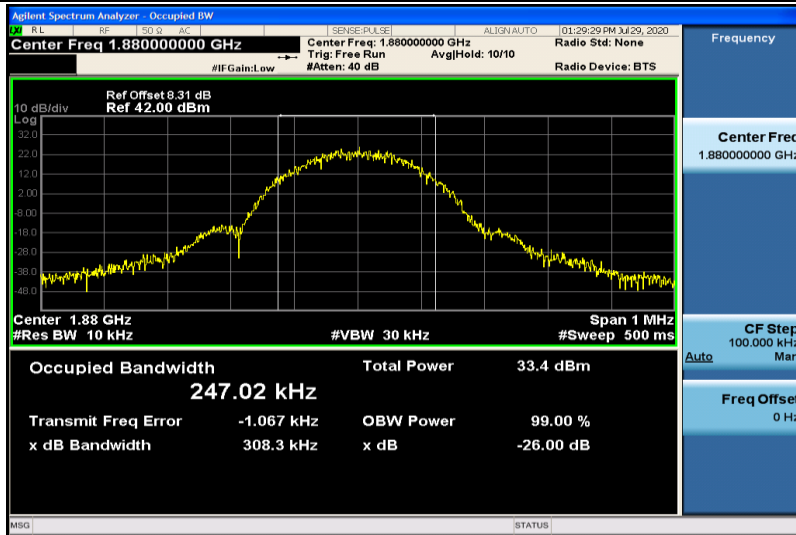 Agilent Spectrum Analyzer - Occupied BW
LXI RL RF 50 Ω AC SENSE:PULSE ALIGN AUTO 01:29:29 PM Jul 29, 2020
Center Freq 1.880000000 GHz
Center Freq: 1.880000000 GHz Radio Std: None
Trig: Free Run Avg|Hold: 10/10
#IFGain:Low #Atten: 40 dB Radio Device: BTS
Frequency
Ref Offset 8.31 dB
10 dB/div Ref 42.00 dBm
Log
32.0
22.0
12.0
2.00
-8.00
-18.0
-28.0
-38.0
-48.0
Center 1.88 GHz Span 1 MHz
#Res BW 10 kHz #VBW 30 kHz #Sweep 500 ms
Occupied Bandwidth Total Power 33.4 dBm
247.02 kHz
Transmit Freq Error -1.067 kHz OBW Power 99.00 %
x dB Bandwidth 308.3 kHz x dB -26.00 dB
Center Freq
1.880000000 GHz
CF Step
100.000 kHz
Auto Man
Freq Offset
0 Hz
MSG STATUS